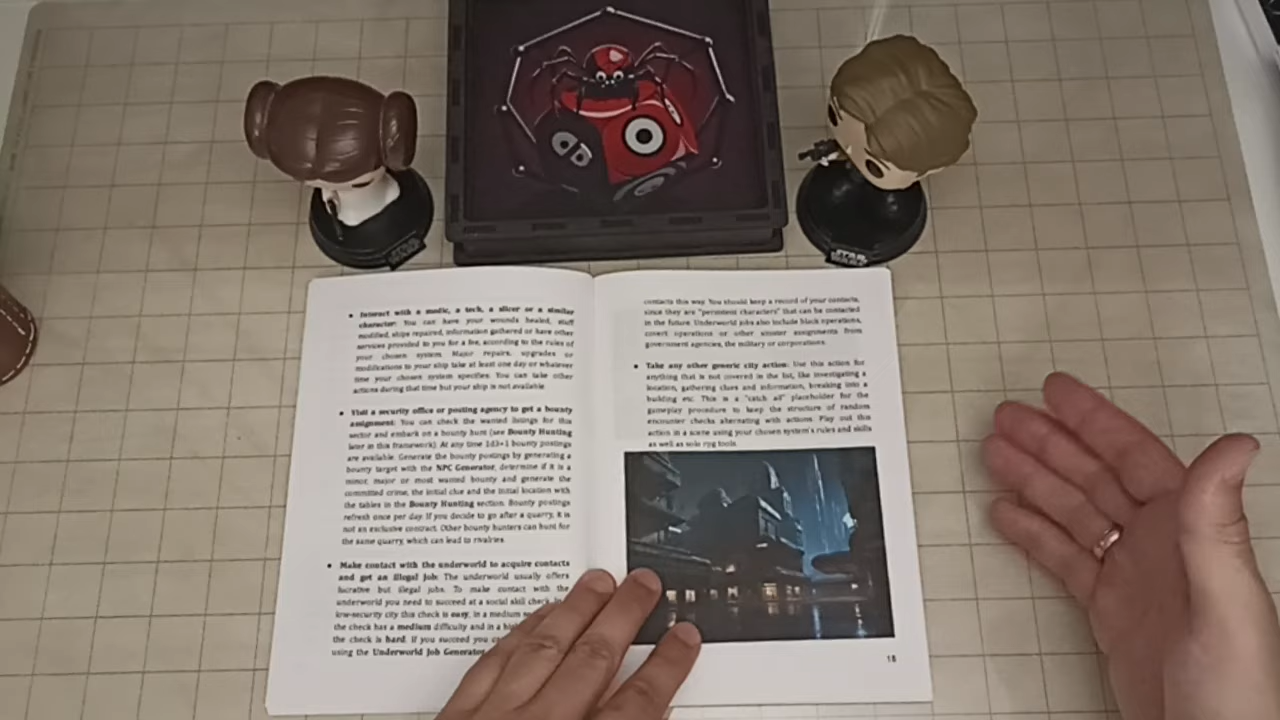 Interact with a medic, a tech, a slicer or a similar
character: You can have your wounds healed, stuff
modified, ships repaired, information gathered or have other
services provided to you for a fee, according to the rules of
your chosen system. Major repairs, upgrades or
modifications to your ship take at least one day or whatever
time your chosen system specifies. You can take other
actions during that time but your ship is not available.
Visit a security office or posting agency to get a bounty
assignment: You can check the wanted listings for this
sector and embark on a bounty hunt (see Bounty Hunting
later in this framework). At any time 1d3+1 bounty postings
are available. Generate the bounty postings by generating a
bounty target with the NPC Generator, determine if it is a
minor, major or most wanted bounty and generate the
committed crime, the initial clue and the initial location with
the tables in the Bounty Hunting section. Bounty postings
refresh once per day. If you decide to go after a quarry, it is
not an exclusive contract. Other bounty hunters can hunt for
the same quarry, which can lead to rivalries.
Make contact with the underworld to acquire contacts
and get an illegal job: The underworld usually offers
lucrative but illegal jobs. To make contact with the
underworld you need to succeed at a social skill check. In
low-security city this check is easy, in a medium
the check has a medium difficulty and in a
the check is hard. If you succeed you
using the Underworld Job Generator
contacts this way. You should keep a record of your contacts,
since they are "persistent characters" that can be contacted
in the future. Underworld jobs also include black operations,
covert operations or other sinister assignments from
government agencies, the military or corporations.
Take any other generic city action: Use this action for
anything that is not covered in the list, like investigating a
location, gathering clues and information, breaking into a
building etc. This is a "catch all" placeholder for the
gameplay procedure to keep the structure of random
encounter checks alternating with actions. Play out this
action in a scene using your chosen system's rules and skills
as well as solo rpg tools.
18
STAR
WARS